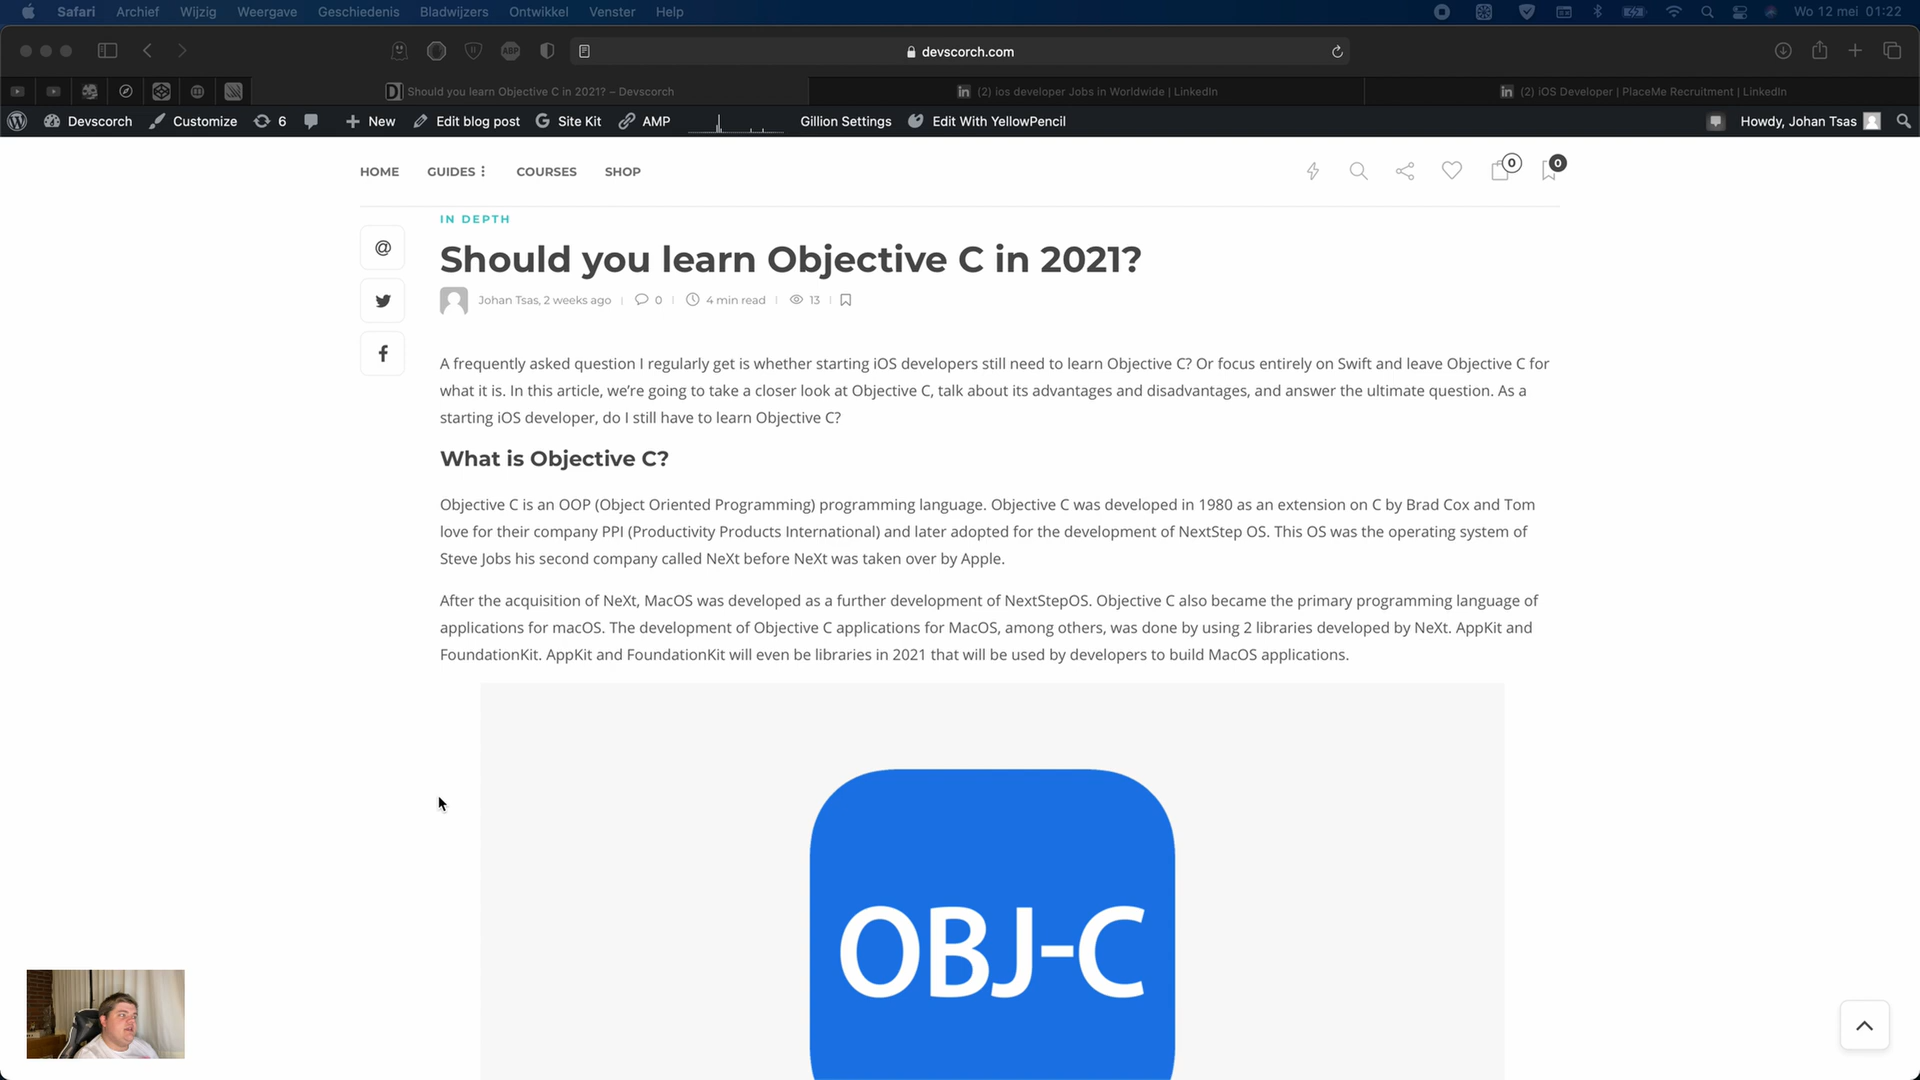 Safari Archief Wijzig Weergave Geschiedenis Bladwijzers Ontwikkel Venster Help Wo 12 mei 01:22
ABP devscorch.com
Should you learn Objective C in 2021? – Devscorch
(2) ios developer Jobs in Worldwide | LinkedIn
(2) iOS Developer | PlaceMe Recruitment | LinkedIn
Devscorch Customize 6 New Edit blog post Site Kit AMP Gillion Settings Edit With YellowPencil Howdy, Johan Tsas
HOME GUIDES COURSES SHOP 0 0
IN DEPTH
Should you learn Objective C in 2021?
Johan Tsas, 2 weeks ago | 0 | 4 min read | 13 |
A frequently asked question I regularly get is whether starting iOS developers still need to learn Objective C? Or focus entirely on Swift and leave Objective C for
what it is. In this article, we're going to take a closer look at Objective C, talk about its advantages and disadvantages, and answer the ultimate question. As a
starting iOS developer, do I still have to learn Objective C?
What is Objective C?
Objective C is an OOP (Object Oriented Programming) programming language. Objective C was developed in 1980 as an extension on C by Brad Cox and Tom
love for their company PPI (Productivity Products International) and later adopted for the development of NextStep OS. This OS was the operating system of
Steve Jobs his second company called NeXt before NeXt was taken over by Apple.
After the acquisition of NeXt, MacOS was developed as a further development of NextStepOS. Objective C also became the primary programming language of
applications for macOS. The development of Objective C applications for MacOS, among others, was done by using 2 libraries developed by NeXt. AppKit and
FoundationKit. AppKit and FoundationKit will even be libraries in 2021 that will be used by developers to build MacOS applications.
OBJ-C